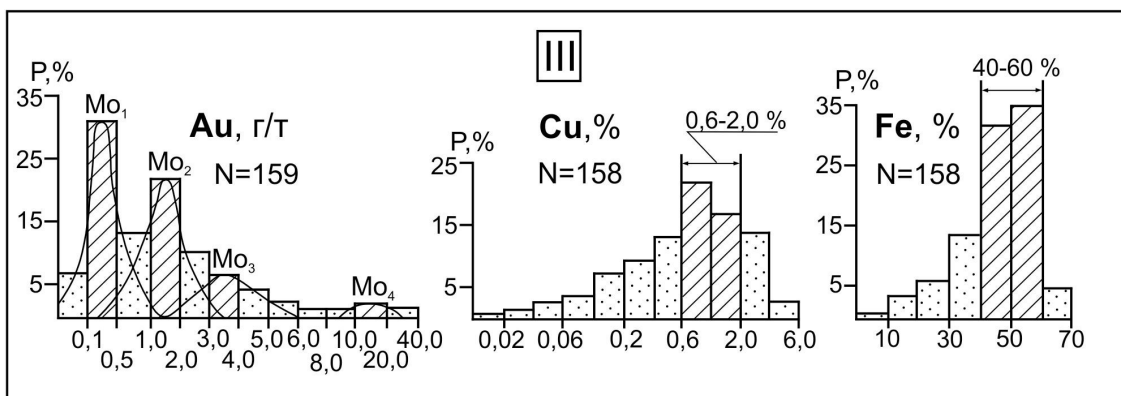 III
P,%
35
25
15
5
Mo₁
Mo₂
Mo₃
Mo₄
Au, г/т
N=159
0,1
0,5
1,0
2,0
3,0
4,0
5,0
6,0
8,0
10,0
20,0
40,0
P,%
25
15
5
Cu,%
N=158
0,6-2,0 %
0,02
0,06
0,2
0,6
2,0
6,0
40-60 %
P,%
35
25
15
5
Fe, %
N=158
10
30
50
70